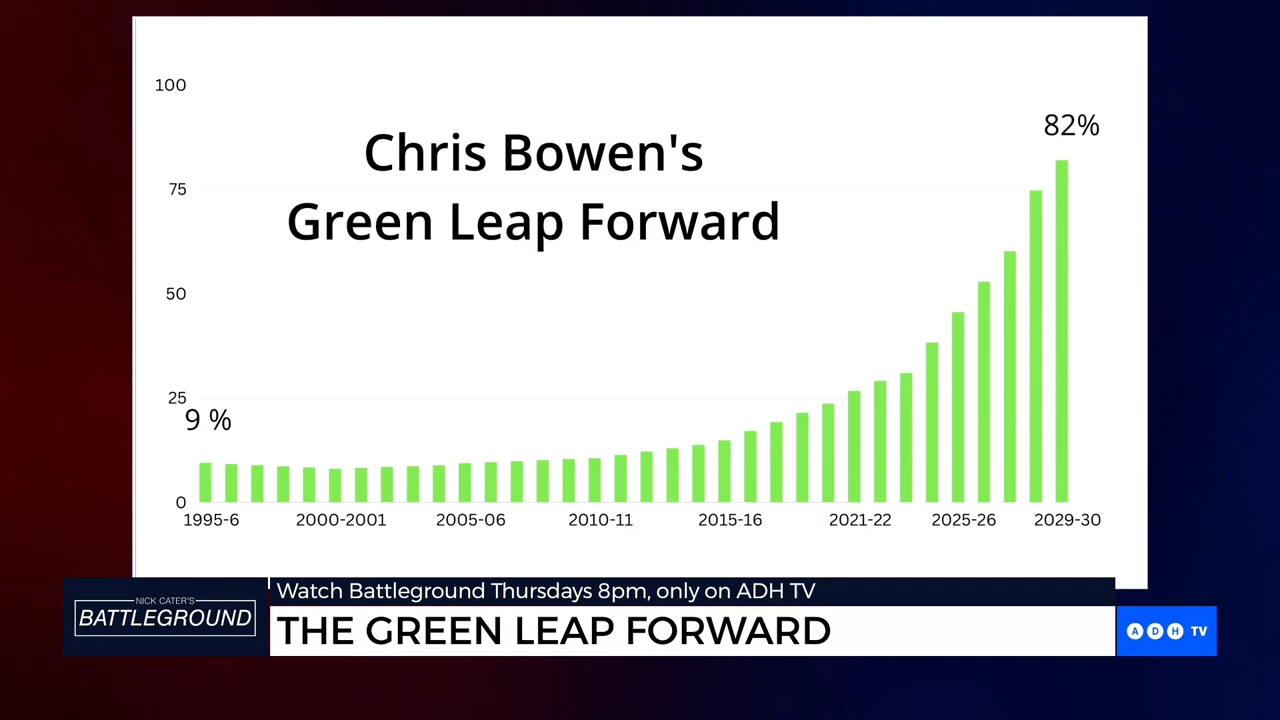 100
Chris Bowen's
Green Leap Forward
82%
75
50
25
9 %
0
1995-6 2000-2001 2005-06 2010-11 2015-16 2021-22 2025-26 2029-30
Watch Battleground Thursdays 8pm, only on ADH TV
NICK CATER'S
BATTLEGROUND
THE GREEN LEAP FORWARD
ADH TV